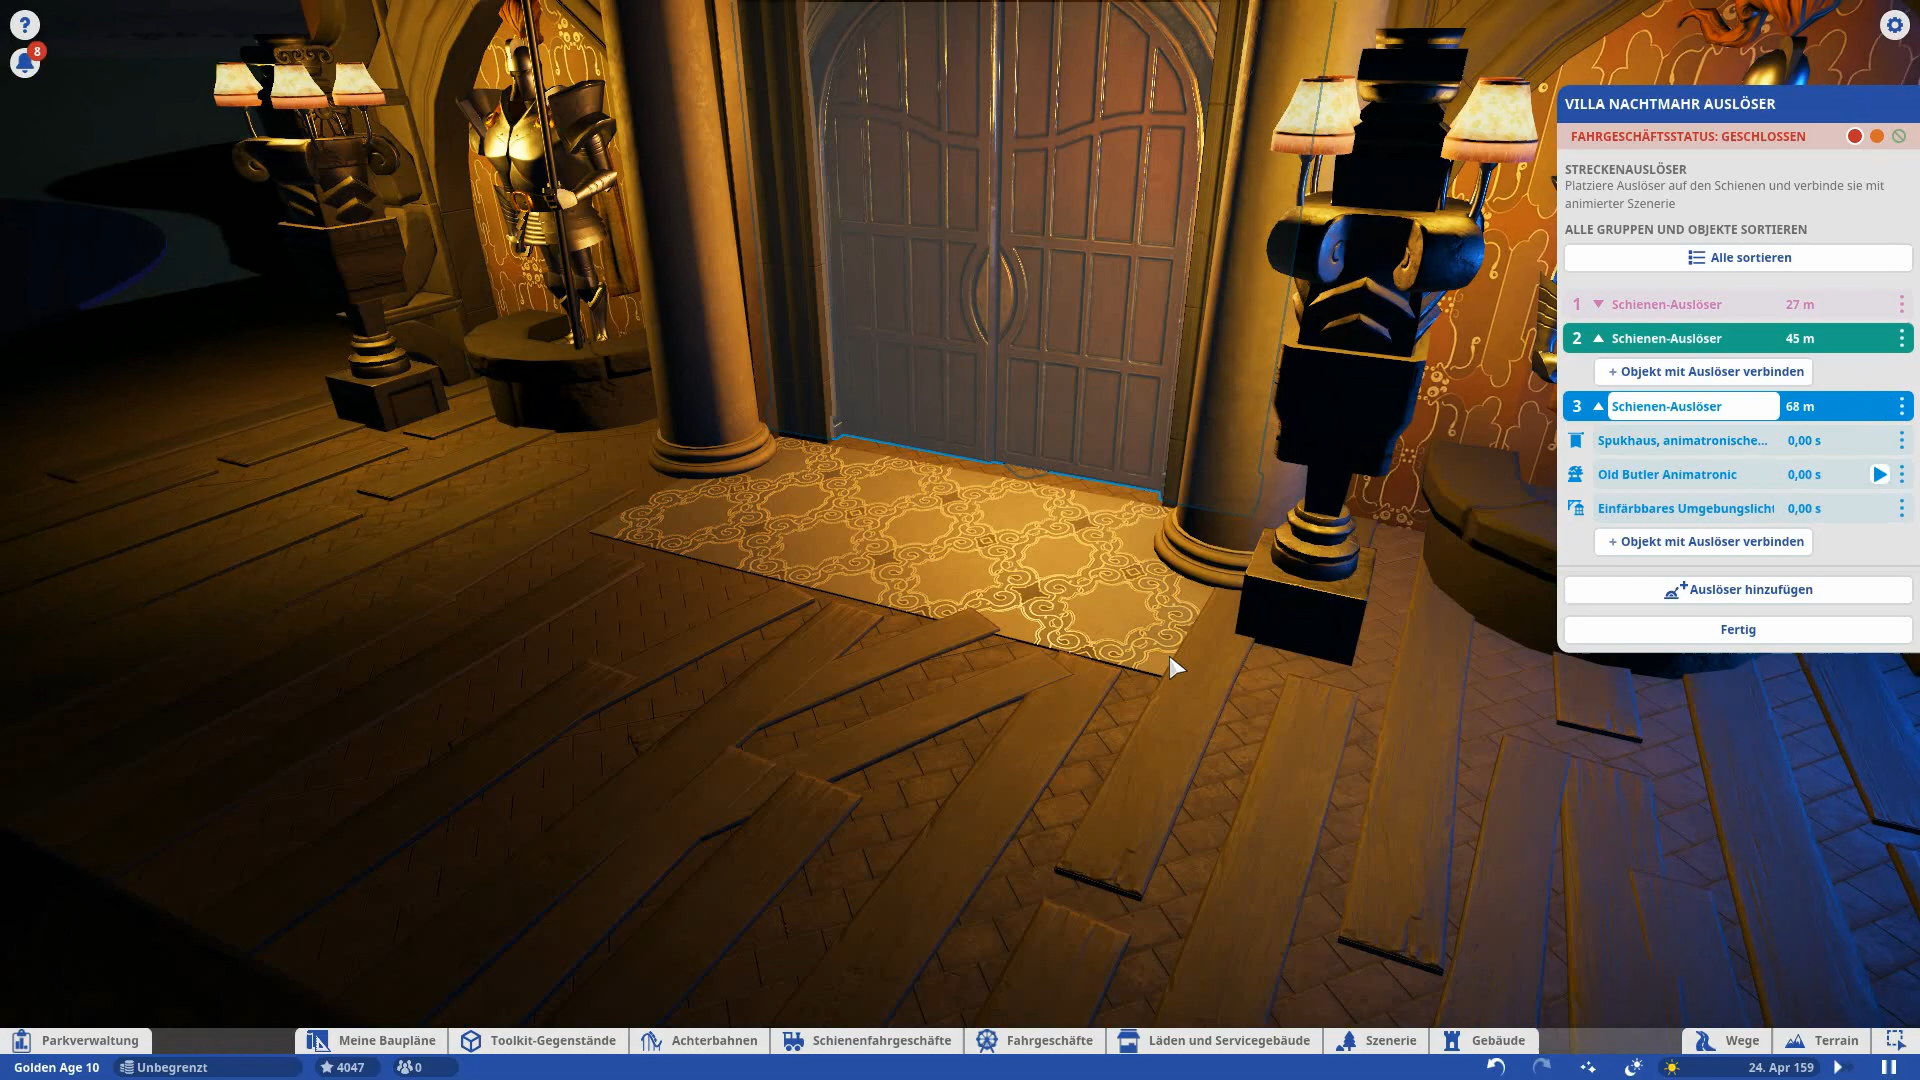 ?
8
VILLA NACHTMAHR AUSLÖSER
FAHRGESCHÄFTSSTATUS: GESCHLOSSEN
STRECKENAUSLÖSER
Platziere Auslöser auf den Schienen und verbinde sie mit
animierter Szenerie
ALLE GRUPPEN UND OBJEKTE SORTIEREN
Alle sortieren
1 Schienen-Auslöser 27 m
2 Schienen-Auslöser 45 m
+ Objekt mit Auslöser verbinden
3 Schienen-Auslöser 68 m
Spukhaus, animatronische... 0,00 s
Old Butler Animatronic 0,00 s
Einfärbbares Umgebungslicht 0,00 s
+ Objekt mit Auslöser verbinden
Auslöser hinzufügen
Fertig
Parkverwaltung Meine Baupläne Toolkit-Gegenstände Achterbahnen Schienenfahrgeschäfte Fahrgeschäfte Läden und Servicegebäude Szenerie Gebäude Wege Terrain
Golden Age 10 Unbegrenzt 4047 0 24. Apr 159